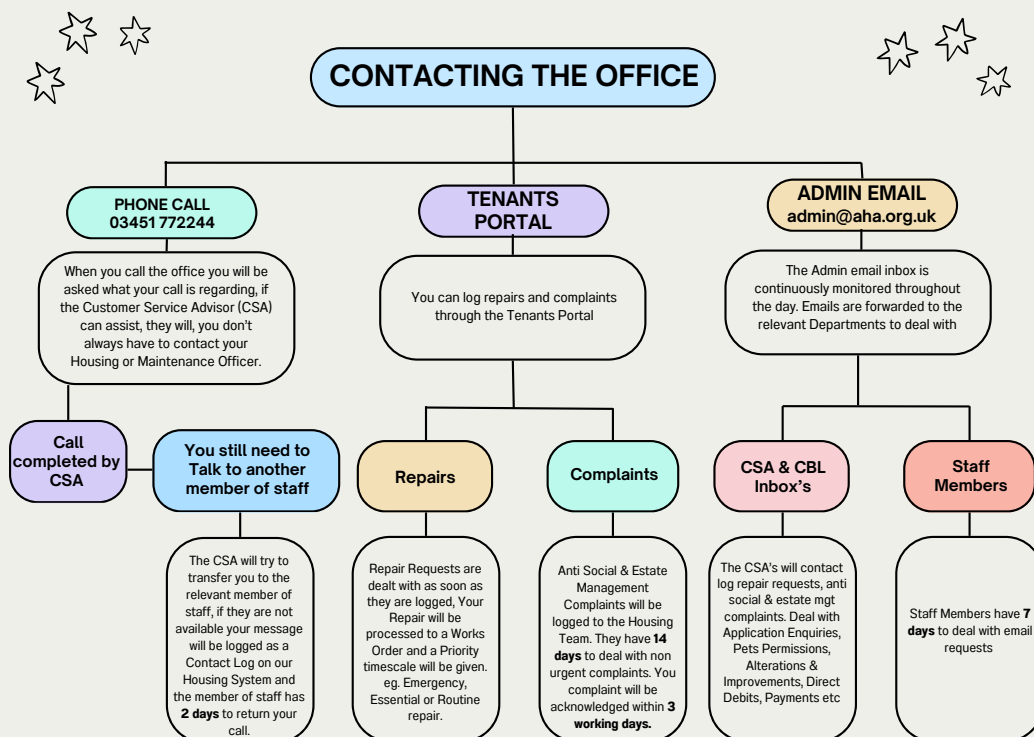 CONTACTING THE OFFICE
PHONE CALL
03451 772244
When you call the office you will be
asked what your call is regarding, if
the Customer Service Advisor (CSA)
can assist, they will, you don't
always have to contact your
Housing or Maintenance Officer.
Call
completed by
CSA
You still need to
Talk to another
member of staff
The CSA will try to
transfer you to the
relevant member of
staff, if they are not
available your message
will be logged as a
Contact Log on our
Housing System and
the member of staff has
2 days to return your
call.
TENANTS
PORTAL
You can log repairs and complaints
through the Tenants Portal
Repairs
Repair Requests are
dealt with as soon as
they are logged, Your
Repair will be
processed to a Works
Order and a Priority
timescale will be given.
eg. Emergency,
Essential or Routine
repair.
Complaints
Anti Social & Estate
Management
Complaints will be
logged to the Housing
Team. They have 14
days to deal with non
urgent complaints. You
complaint will be
acknowledged within 3
working days.
ADMIN EMAIL
admin@aha.org.uk
The Admin email inbox is
continuously monitored throughout
the day. Emails are forwarded to the
relevant Departments to deal with
CSA & CBL
Inbox's
The CSA's will contact
log repair requests, anti
social & estate mgt
complaints. Deal with
Application Enquiries,
Pets Permissions,
Alterations &
Improvements, Direct
Debits, Payments etc
Staff
Members
Staff Members have 7
days to deal with email
requests